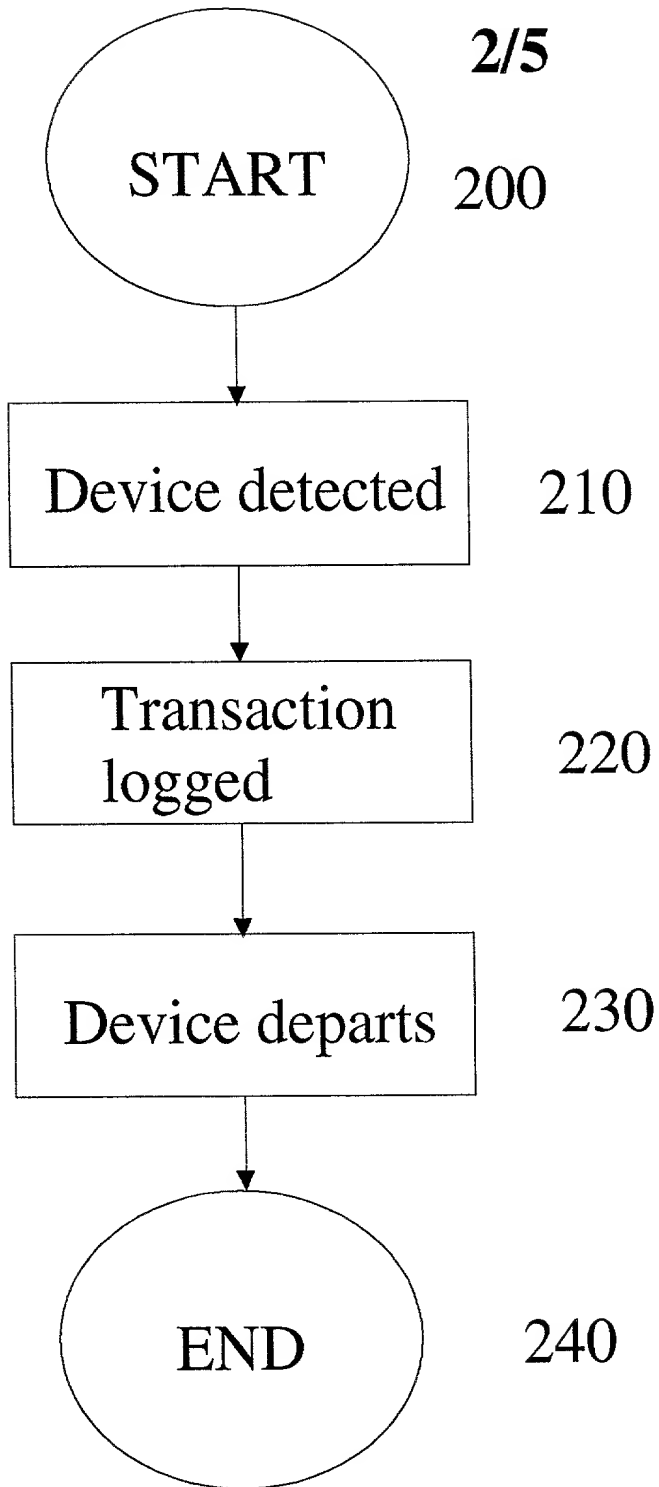 2/5
START
200
Device detected
210
Transaction
logged
220
Device departs
230
END
240